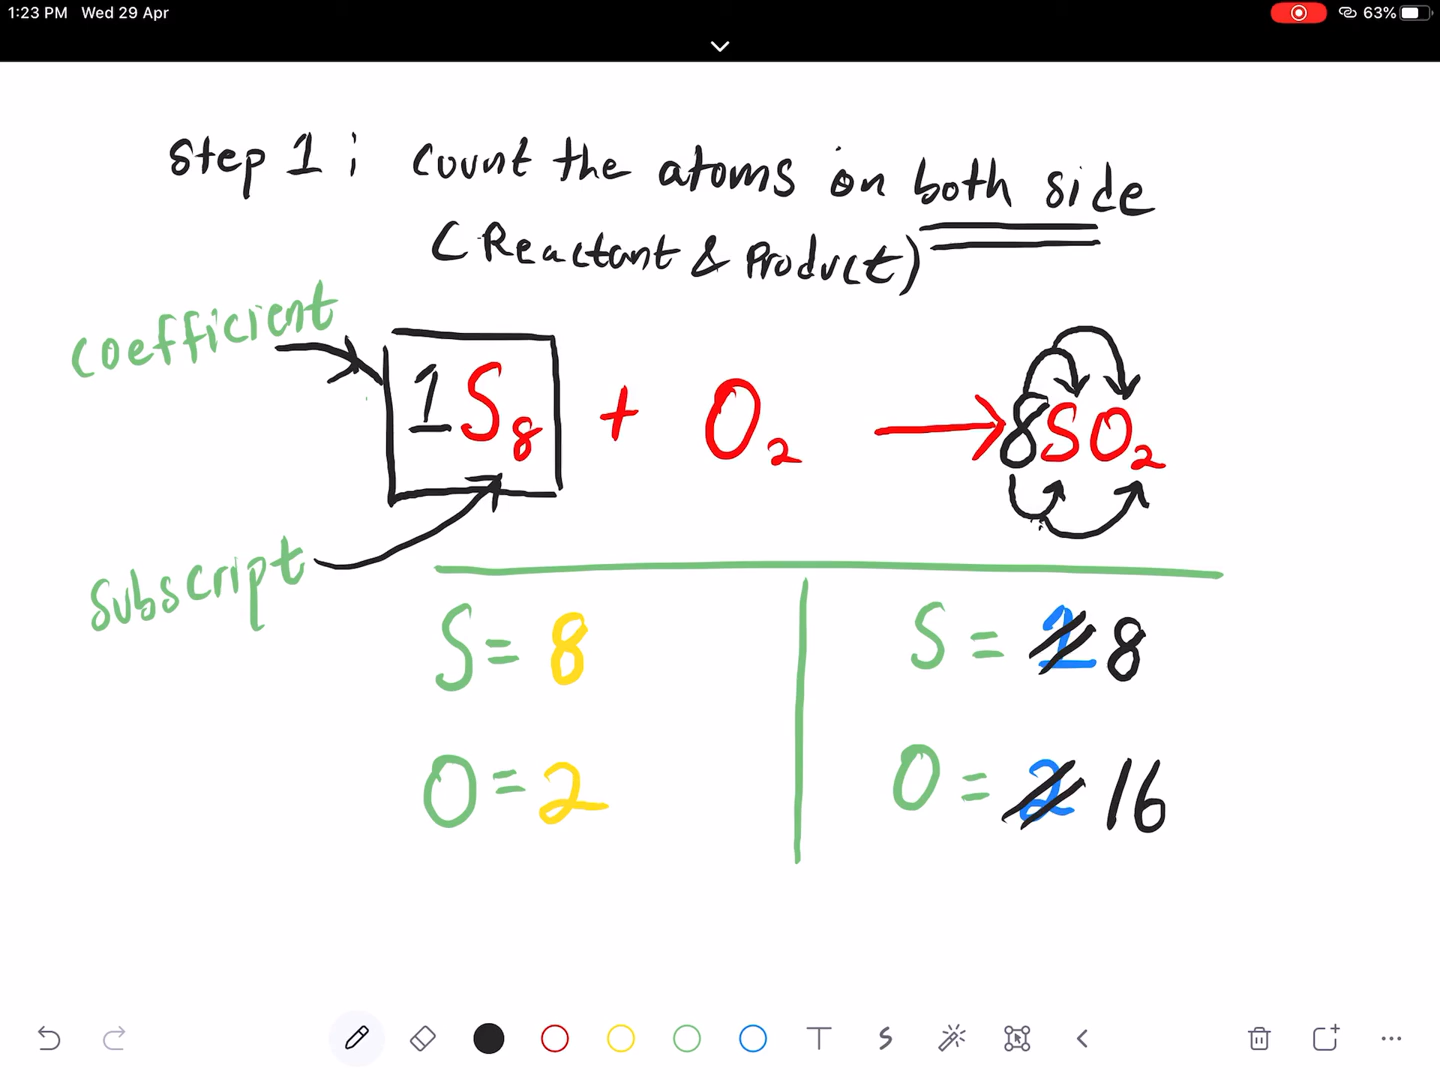 1:23 PM Wed 29 Apr 63%
Step 1 ; Count the atoms on both side
(Reactant & Product)
Coefficient
1S₈ + O₂ → 8SO₂
Subscript
S = 8 S = 1 8
O = 2 O = 2 16
T